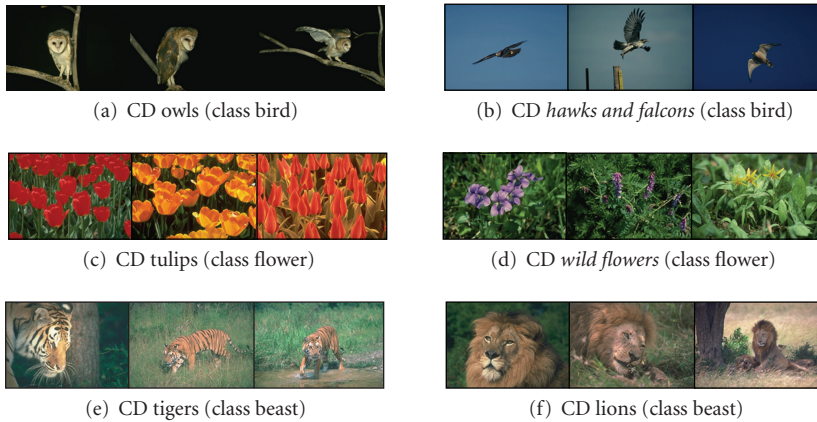 (a) CD owls (class bird)
(b) CD hawks and falcons (class bird)
(c) CD tulips (class flower)
(d) CD wild flowers (class flower)
(e) CD tigers (class beast)
(f) CD lions (class beast)